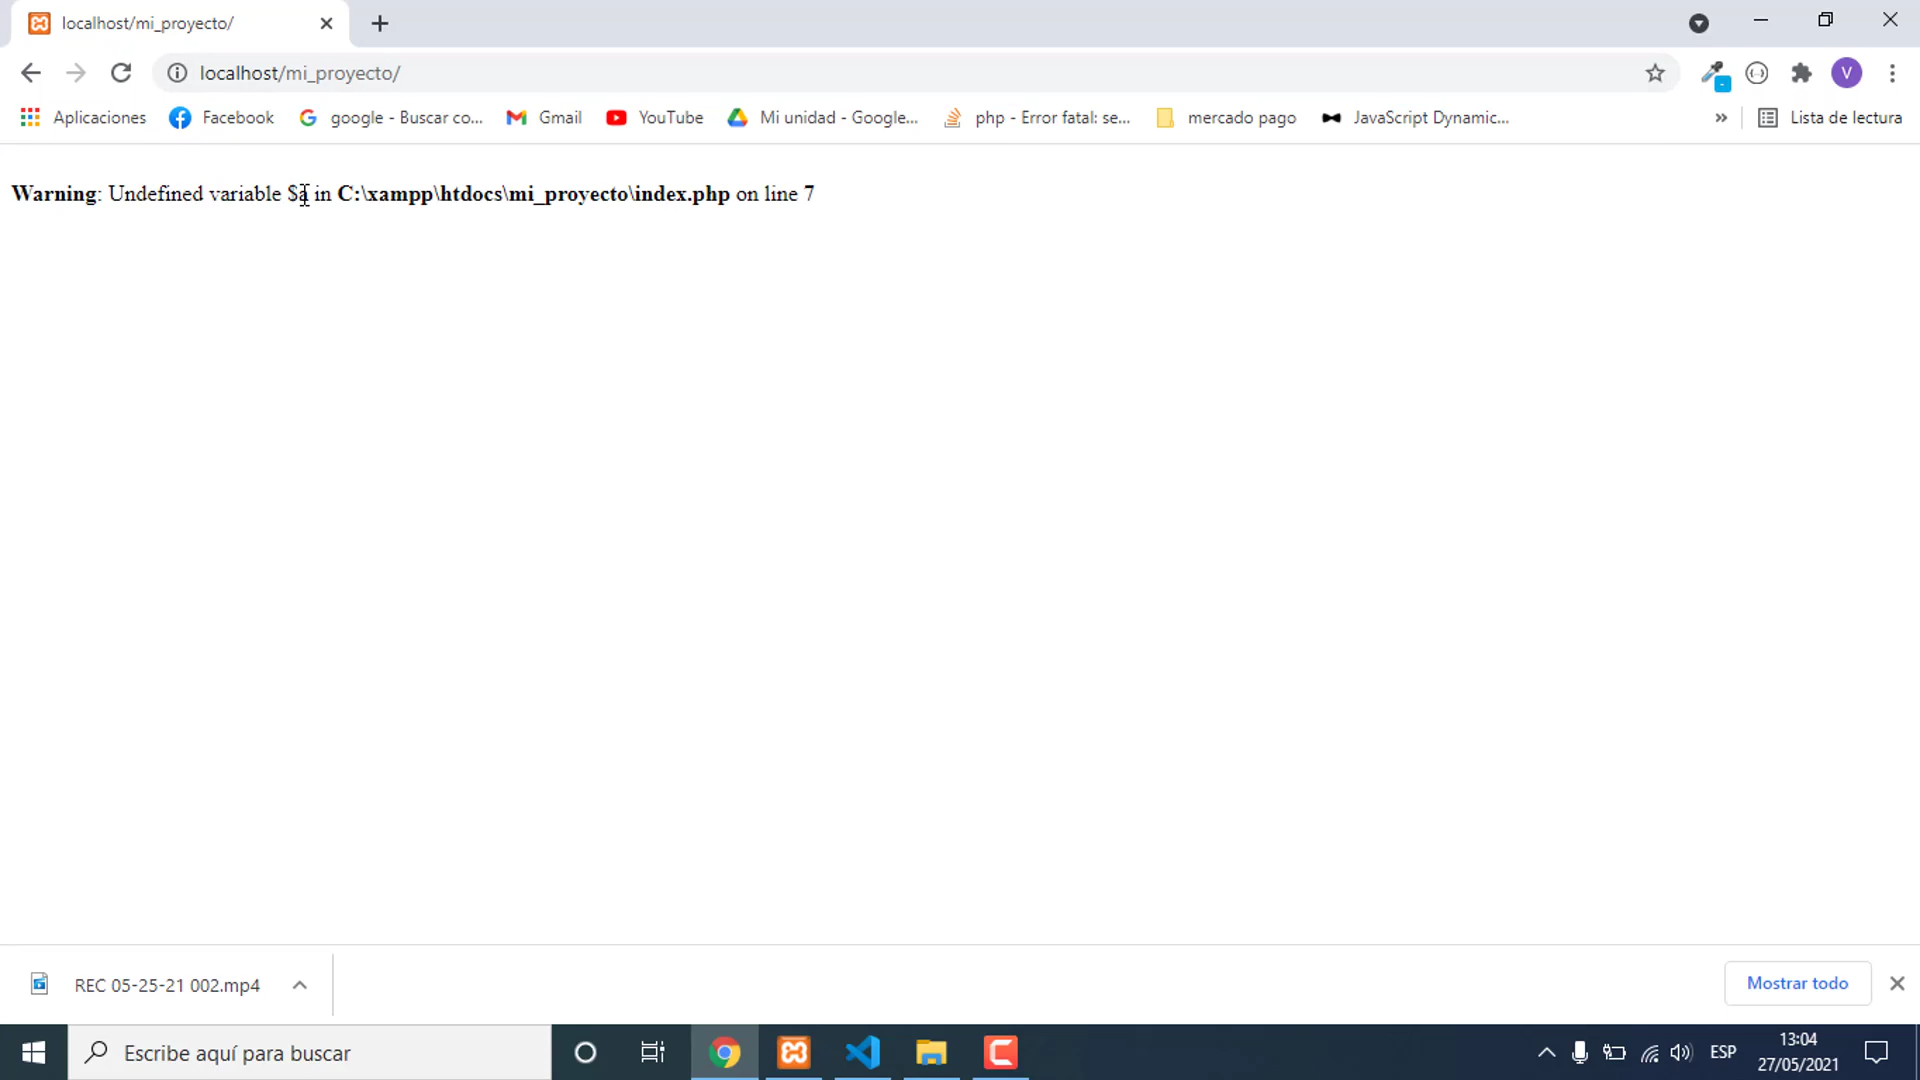 localhost/mi_proyecto/
localhost/mi_proyecto/
V
Aplicaciones Facebook google - Buscar co... Gmail YouTube Mi unidad - Google... php - Error fatal: se... mercado pago JavaScript Dynamic... » Lista de lectura
Warning: Undefined variable $a in C:\xampp\htdocs\mi_proyecto\index.php on line 7
REC 05-25-21 002.mp4
Mostrar todo
Escribe aquí para buscar
ESP
13:04
27/05/2021